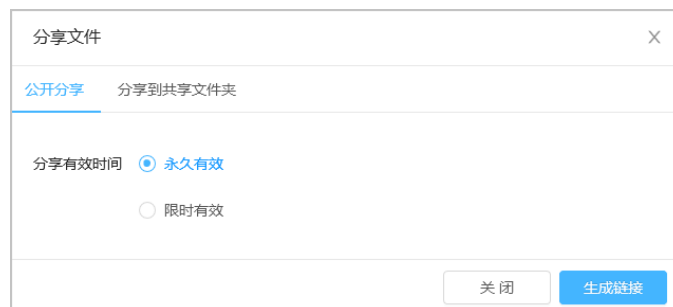 分享文件
公开分享 分享到共享文件夹
分享有效时间 永久有效
限时有效
关闭 生成链接